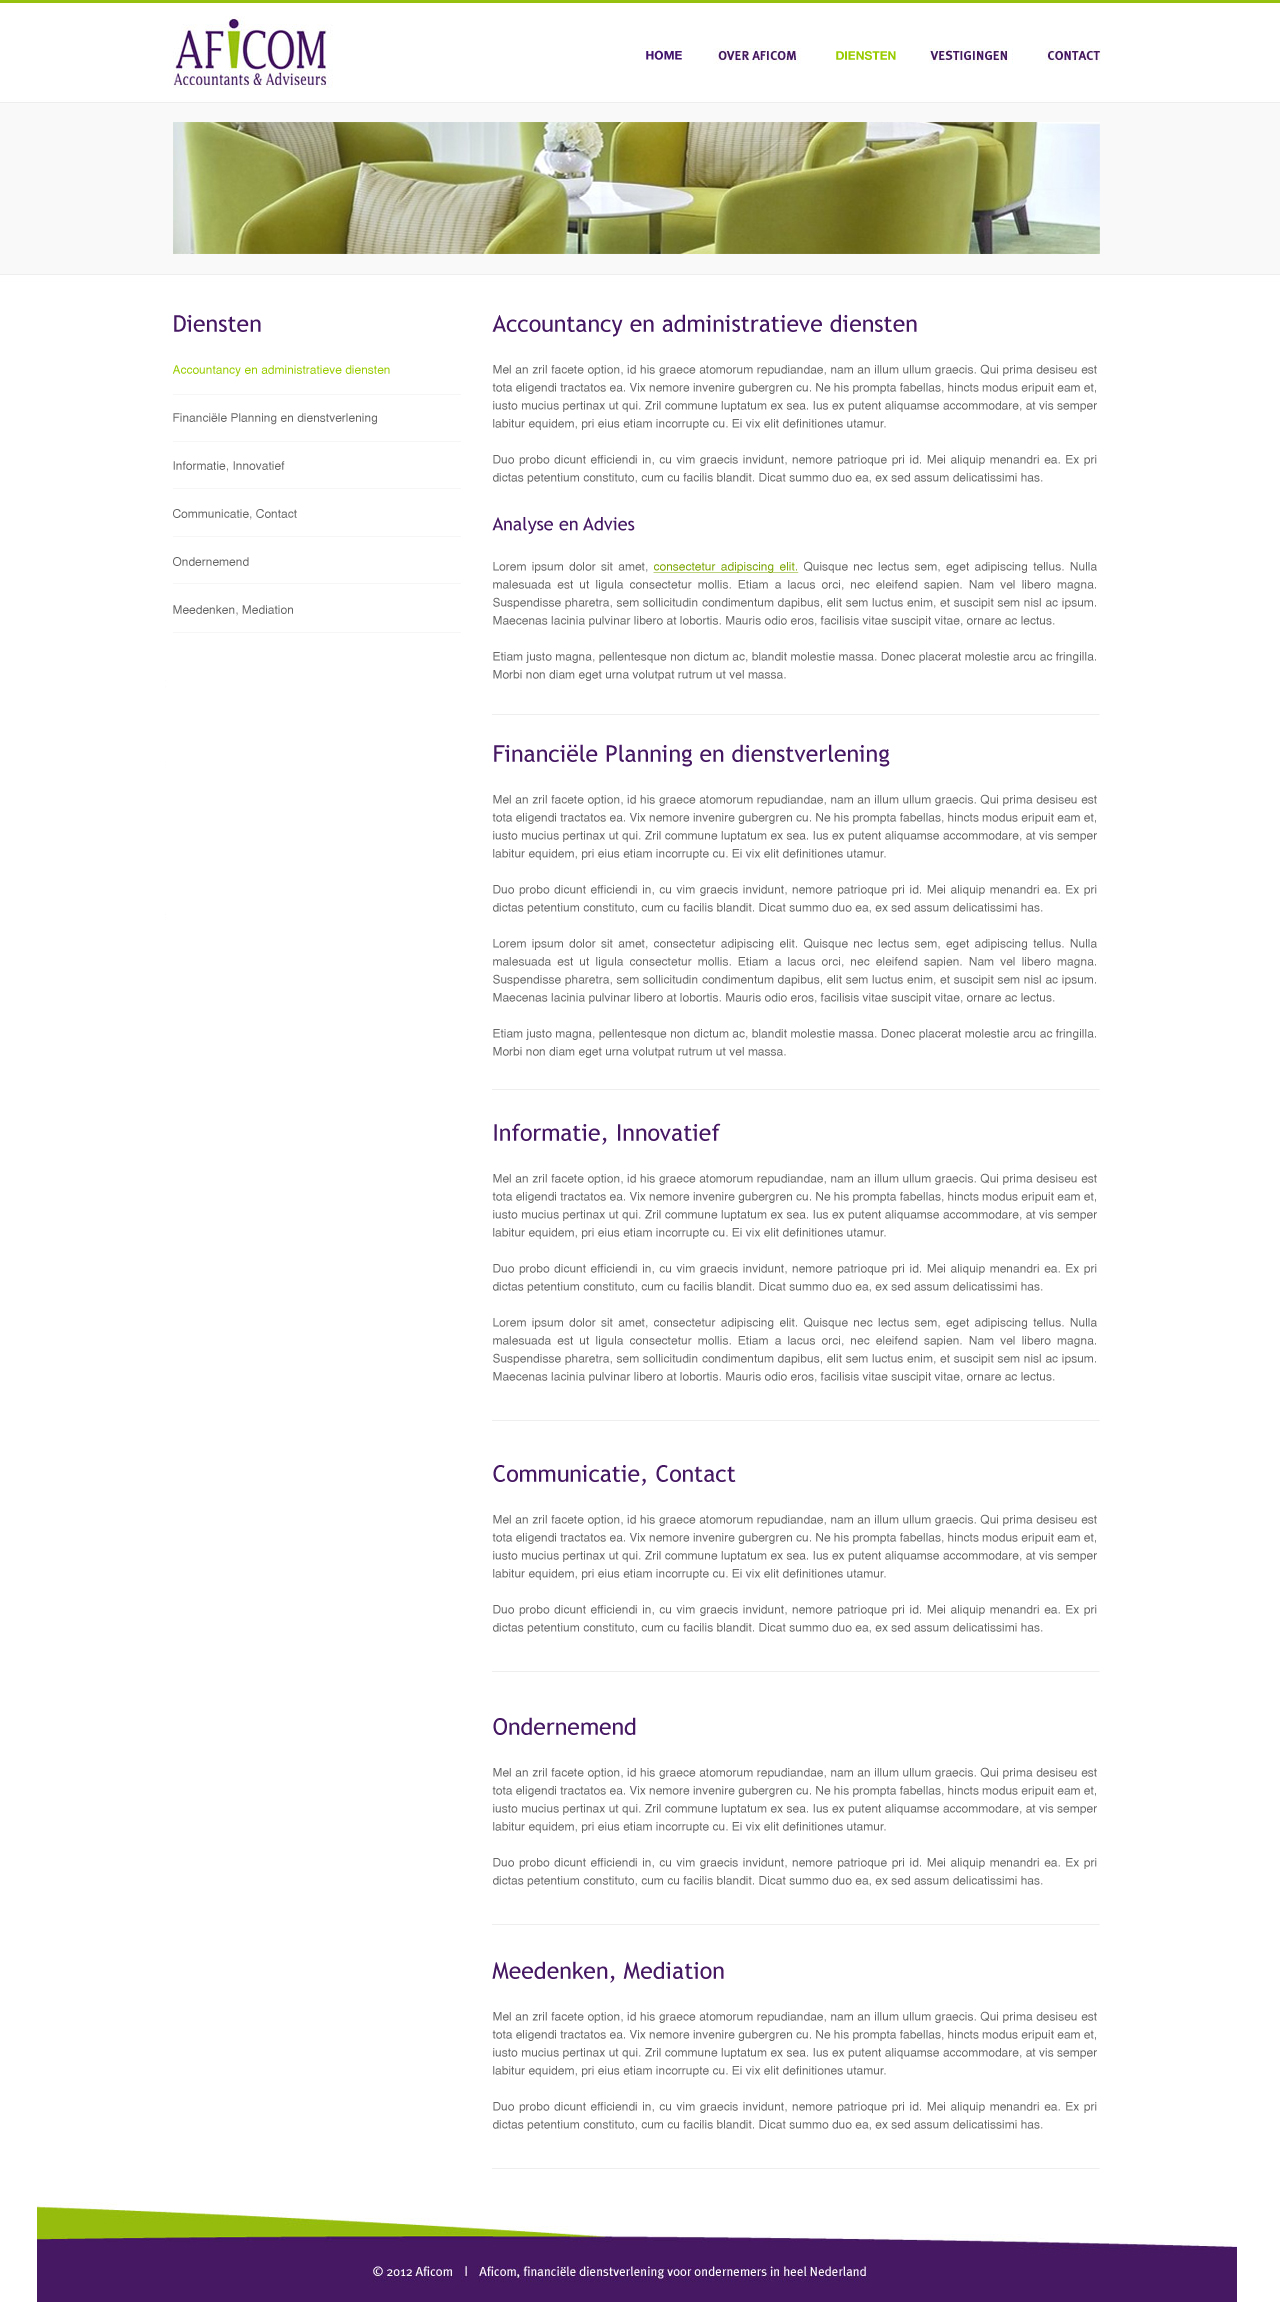 AFiCOM
Accountants & Adviseurs
HOME
OVER AFICOM
DIENSTEN
VESTIGINGEN
CONTACT
Diensten
Accountancy en administratieve diensten
Financiële Planning en dienstverlening
Informatie, Innovatief
Communicatie, Contact
Ondernemend
Meedenken, Mediation
Accountancy en administratieve diensten
Mel an zril facete option, id his graece atomorum repudiandae, nam an illum ullum graecis. Qui prima desiseu est
tota eligendi tractatos ea. Vix nemore invenire gubergren cu. Ne his prompta fabellas, hincts modus eripuit eam et,
iusto mucius pertinax ut qui. Zril commune luptatum ex sea. Ius ex putent aliquamse accommodare, at vis semper
labitur equidem, pri eius etiam incorrupte cu. Ei vix elit definitiones utamur.
Duo probo dicunt efficiendi in, cu vim graecis invidunt, nemore patrioque pri id. Mei aliquip menandri ea. Ex pri
dictas petentium constituto, cum cu facilis blandit. Dicat summo duo ea, ex sed assum delicatissimi has.
Analyse en Advies
Lorem ipsum dolor sit amet, consectetur adipiscing elit. Quisque nec lectus sem, eget adipiscing tellus. Nulla
malesuada est ut ligula consectetur mollis. Etiam a lacus orci, nec eleifend sapien. Nam vel libero magna.
Suspendisse pharetra, sem sollicitudin condimentum dapibus, elit sem luctus enim, et suscipit sem nisl ac ipsum.
Maecenas lacinia pulvinar libero at lobortis. Mauris odio eros, facilisis vitae suscipit vitae, ornare ac lectus.
Etiam justo magna, pellentesque non dictum ac, blandit molestie massa. Donec placerat molestie arcu ac fringilla.
Morbi non diam eget urna volutpat rutrum ut vel massa.
Financiële Planning en dienstverlening
Mel an zril facete option, id his graece atomorum repudiandae, nam an illum ullum graecis. Qui prima desiseu est
tota eligendi tractatos ea. Vix nemore invenire gubergren cu. Ne his prompta fabellas, hincts modus eripuit eam et,
iusto mucius pertinax ut qui. Zril commune luptatum ex sea. Ius ex putent aliquamse accommodare, at vis semper
labitur equidem, pri eius etiam incorrupte cu. Ei vix elit definitiones utamur.
Duo probo dicunt efficiendi in, cu vim graecis invidunt, nemore patrioque pri id. Mei aliquip menandri ea. Ex pri
dictas petentium constituto, cum cu facilis blandit. Dicat summo duo ea, ex sed assum delicatissimi has.
Lorem ipsum dolor sit amet, consectetur adipiscing elit. Quisque nec lectus sem, eget adipiscing tellus. Nulla
malesuada est ut ligula consectetur mollis. Etiam a lacus orci, nec eleifend sapien. Nam vel libero magna.
Suspendisse pharetra, sem sollicitudin condimentum dapibus, elit sem luctus enim, et suscipit sem nisl ac ipsum.
Maecenas lacinia pulvinar libero at lobortis. Mauris odio eros, facilisis vitae suscipit vitae, ornare ac lectus.
Etiam justo magna, pellentesque non dictum ac, blandit molestie massa. Donec placerat molestie arcu ac fringilla.
Morbi non diam eget urna volutpat rutrum ut vel massa.
Informatie, Innovatief
Mel an zril facete option, id his graece atomorum repudiandae, nam an illum ullum graecis. Qui prima desiseu est
tota eligendi tractatos ea. Vix nemore invenire gubergren cu. Ne his prompta fabellas, hincts modus eripuit eam et,
iusto mucius pertinax ut qui. Zril commune luptatum ex sea. Ius ex putent aliquamse accommodare, at vis semper
labitur equidem, pri eius etiam incorrupte cu. Ei vix elit definitiones utamur.
Duo probo dicunt efficiendi in, cu vim graecis invidunt, nemore patrioque pri id. Mei aliquip menandri ea. Ex pri
dictas petentium constituto, cum cu facilis blandit. Dicat summo duo ea, ex sed assum delicatissimi has.
Lorem ipsum dolor sit amet, consectetur adipiscing elit. Quisque nec lectus sem, eget adipiscing tellus. Nulla
malesuada est ut ligula consectetur mollis. Etiam a lacus orci, nec eleifend sapien. Nam vel libero magna.
Suspendisse pharetra, sem sollicitudin condimentum dapibus, elit sem luctus enim, et suscipit sem nisl ac ipsum.
Maecenas lacinia pulvinar libero at lobortis. Mauris odio eros, facilisis vitae suscipit vitae, ornare ac lectus.
Communicatie, Contact
Mel an zril facete option, id his graece atomorum repudiandae, nam an illum ullum graecis. Qui prima desiseu est
tota eligendi tractatos ea. Vix nemore invenire gubergren cu. Ne his prompta fabellas, hincts modus eripuit eam et,
iusto mucius pertinax ut qui. Zril commune luptatum ex sea. Ius ex putent aliquamse accommodare, at vis semper
labitur equidem, pri eius etiam incorrupte cu. Ei vix elit definitiones utamur.
Duo probo dicunt efficiendi in, cu vim graecis invidunt, nemore patrioque pri id. Mei aliquip menandri ea. Ex pri
dictas petentium constituto, cum cu facilis blandit. Dicat summo duo ea, ex sed assum delicatissimi has.
Ondernemend
Mel an zril facete option, id his graece atomorum repudiandae, nam an illum ullum graecis. Qui prima desiseu est
tota eligendi tractatos ea. Vix nemore invenire gubergren cu. Ne his prompta fabellas, hincts modus eripuit eam et,
iusto mucius pertinax ut qui. Zril commune luptatum ex sea. Ius ex putent aliquamse accommodare, at vis semper
labitur equidem, pri eius etiam incorrupte cu. Ei vix elit definitiones utamur.
Duo probo dicunt efficiendi in, cu vim graecis invidunt, nemore patrioque pri id. Mei aliquip menandri ea. Ex pri
dictas petentium constituto, cum cu facilis blandit. Dicat summo duo ea, ex sed assum delicatissimi has.
Meedenken, Mediation
Mel an zril facete option, id his graece atomorum repudiandae, nam an illum ullum graecis. Qui prima desiseu est
tota eligendi tractatos ea. Vix nemore invenire gubergren cu. Ne his prompta fabellas, hincts modus eripuit eam et,
iusto mucius pertinax ut qui. Zril commune luptatum ex sea. Ius ex putent aliquamse accommodare, at vis semper
labitur equidem, pri eius etiam incorrupte cu. Ei vix elit definitiones utamur.
Duo probo dicunt efficiendi in, cu vim graecis invidunt, nemore patrioque pri id. Mei aliquip menandri ea. Ex pri
dictas petentium constituto, cum cu facilis blandit. Dicat summo duo ea, ex sed assum delicatissimi has.
© 2012 Aficom | Aficom, financiële dienstverlening voor ondernemers in heel Nederland